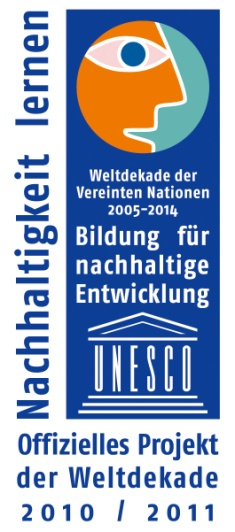 Nachhaltigkeit lernen
Weltdekade der
Vereinten Nationen
2005-2014
Bildung für
nachhaltige
Entwicklung
UNESCO
Offizielles Projekt
der Weltdekade
2010 / 2011